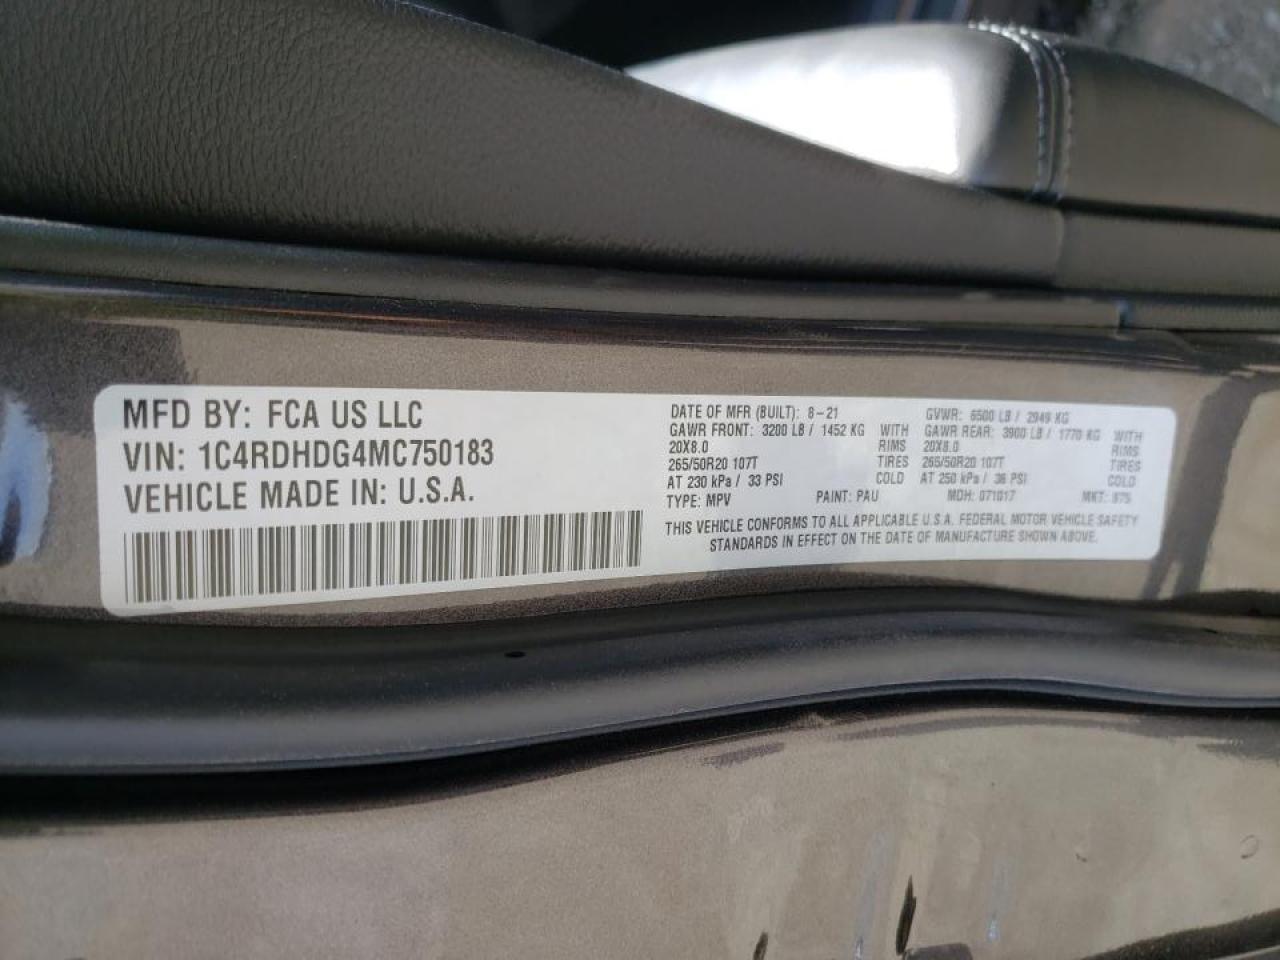 MFD BY: FCA US LLC
VIN: 1C4RDHDG4MC750183
VEHICLE MADE IN: U.S.A.
DATE OF MFR (BUILT): 8-21
GAWR FRONT: 3200 LB / 1452 KG WITH
20X8.0 RIMS
265/50R20 107T TIRES
AT 230 kPa / 33 PSI COLD
TYPE: MPV PAINT: PAU
GVWR: 6500 LB / 2949 KG
GAWR REAR: 3900 LB / 1770 KG WITH
20X8.0 RIMS
265/50R20 107T TIRES
AT 250 kPa / 36 PSI COLD
MDH: 071017 MKT: 875
THIS VEHICLE CONFORMS TO ALL APPLICABLE U.S.A. FEDERAL MOTOR VEHICLE SAFETY
STANDARDS IN EFFECT ON THE DATE OF MANUFACTURE SHOWN ABOVE.